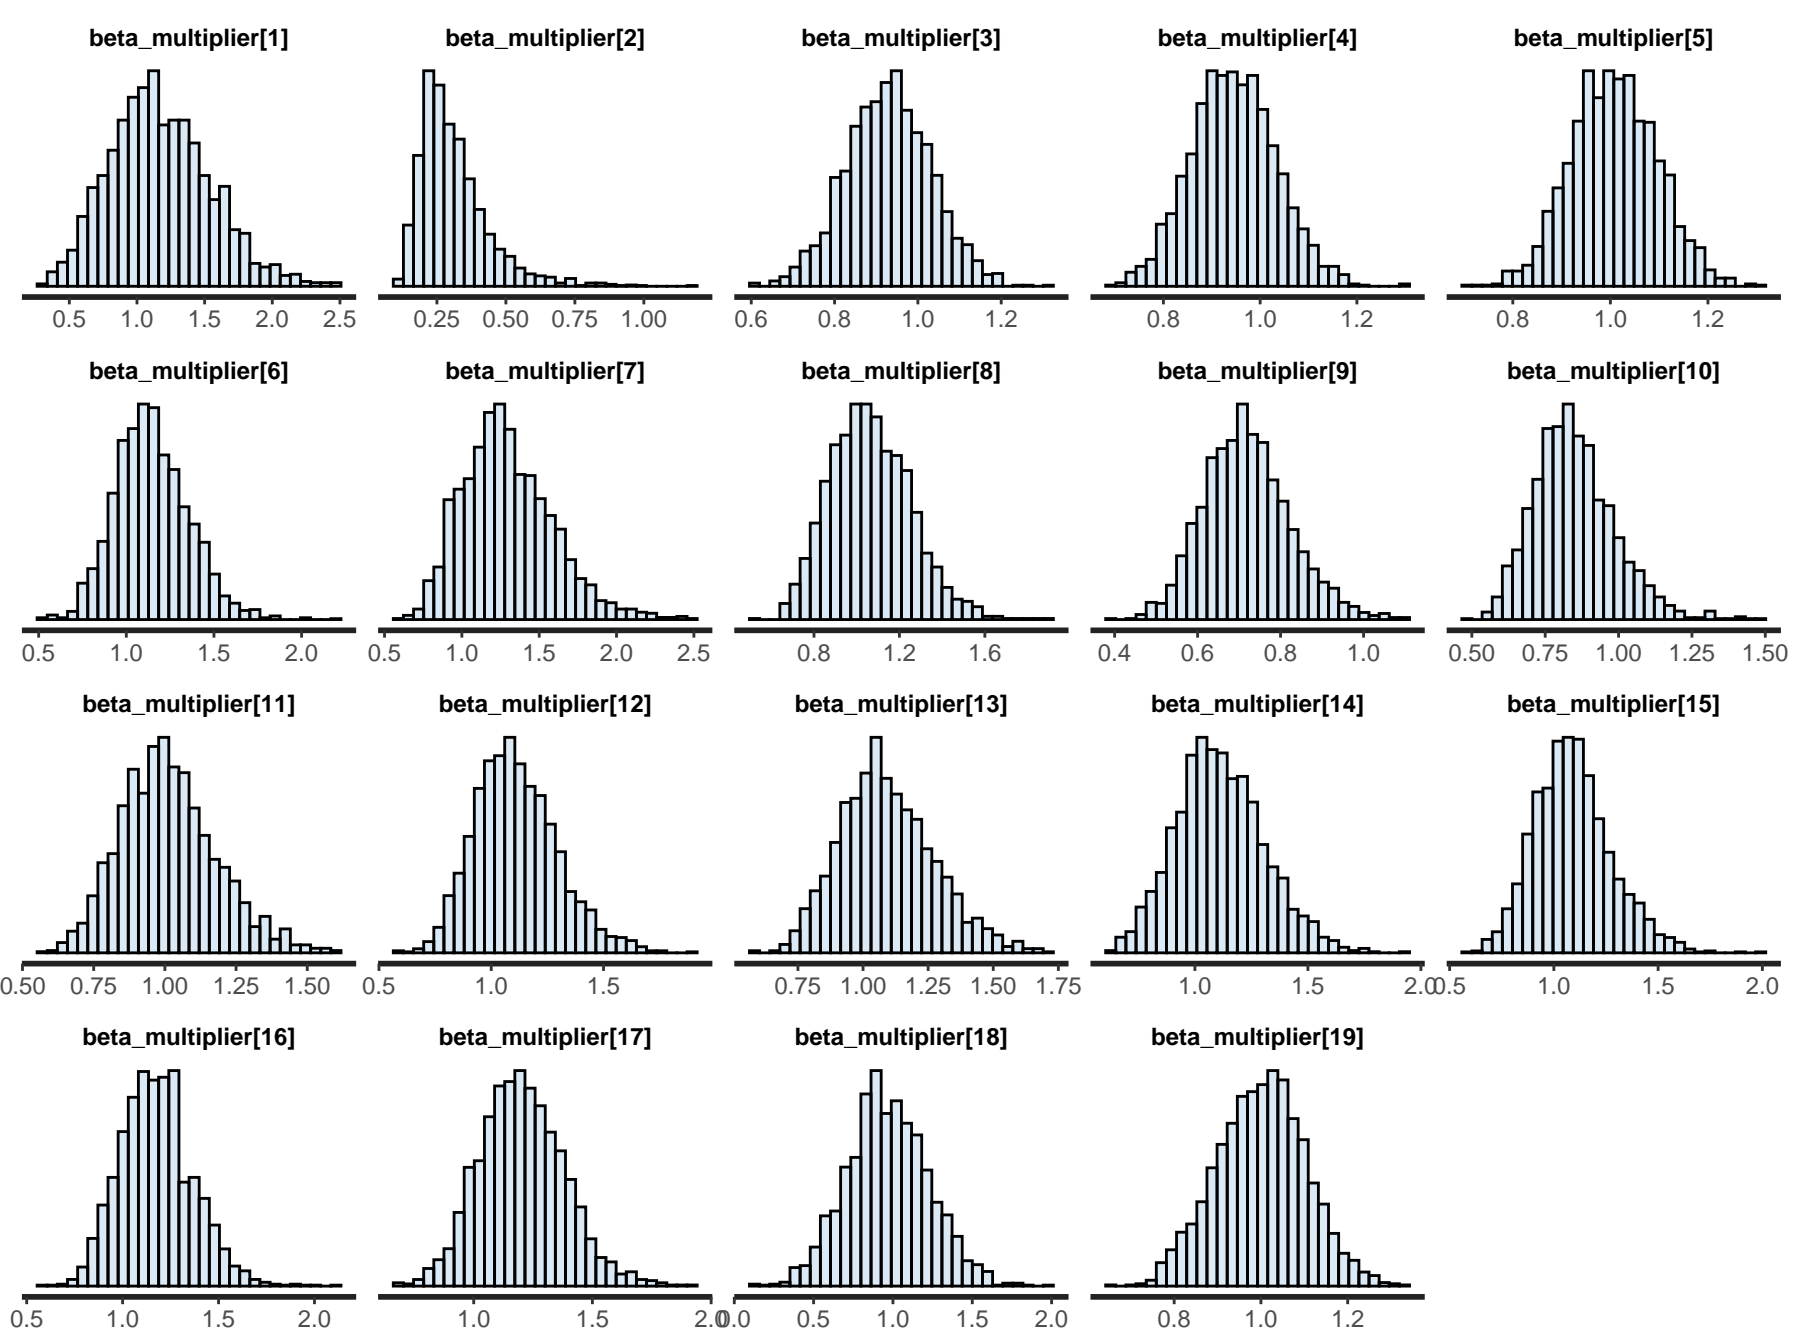 beta_multiplier[1] beta_multiplier[2] beta_multiplier[3] beta_multiplier[4] beta_multiplier[5]
0.5 1.0 1.5 2.0 2.5 0.25 0.50 0.75 1.00 0.6 0.8 1.0 1.2 0.8 1.0 1.2 0.8 1.0 1.2
beta_multiplier[6] beta_multiplier[7] beta_multiplier[8] beta_multiplier[9] beta_multiplier[10]
0.5 1.0 1.5 2.0 0.5 1.0 1.5 2.0 2.5 0.8 1.2 1.6 0.4 0.6 0.8 1.0 0.50 0.75 1.00 1.25 1.50
beta_multiplier[11] beta_multiplier[12] beta_multiplier[13] beta_multiplier[14] beta_multiplier[15]
0.50 0.75 1.00 1.25 1.50 0.5 1.0 1.5 0.75 1.00 1.25 1.50 1.75 1.0 1.5 2.0 0.5 1.0 1.5 2.0
beta_multiplier[16] beta_multiplier[17] beta_multiplier[18] beta_multiplier[19]
0.5 1.0 1.5 2.0 1.0 1.5 2.0 0.0 0.5 1.0 1.5 2.0 0.8 1.0 1.2